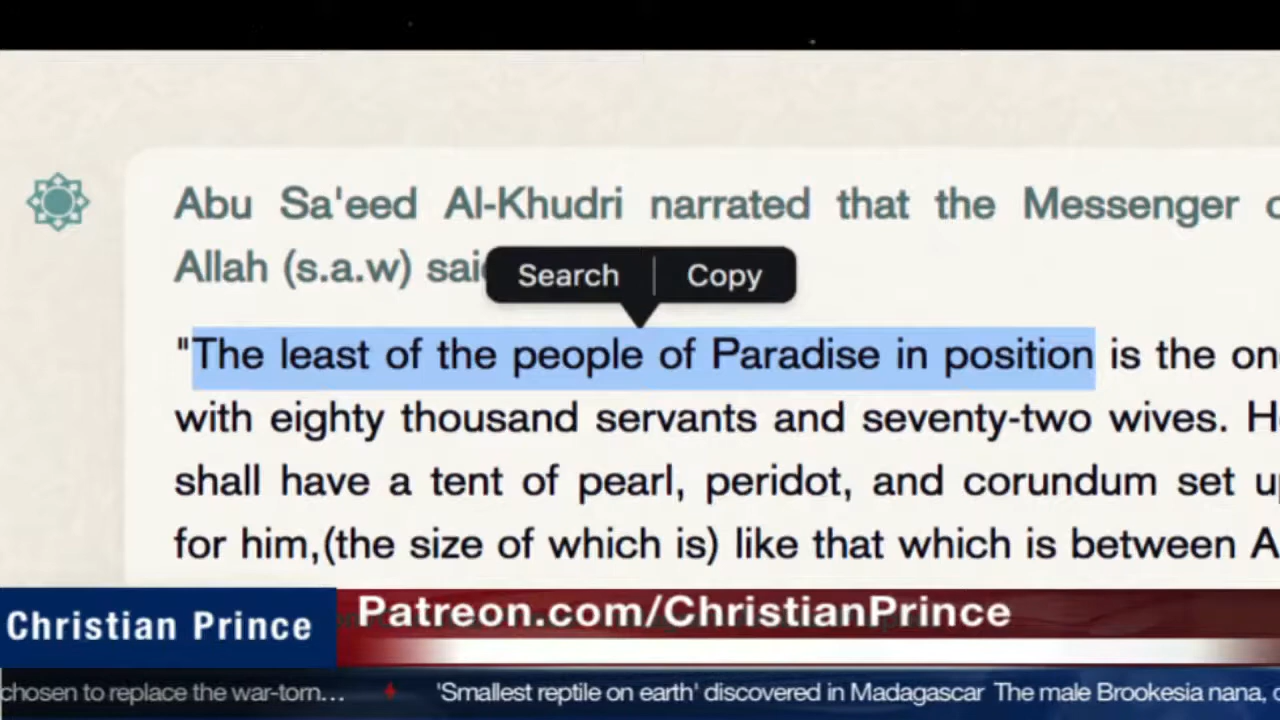 Abu Sa'eed Al-Khudri narrated that the Messenger
Allah (s.a.w)
Search Copy
"The least of the people of Paradise in position is the
with eighty thousand servants and seventy-two wives.
shall have a tent of pearl, peridot, and corundum set
for him,(the size of which is) like that which is between
Christian Prince
Patreon.com/ChristianPrince
chosen to replace the war-torn... 'Smallest reptile on earth' discovered in Madagascar The male Brookesia nana,